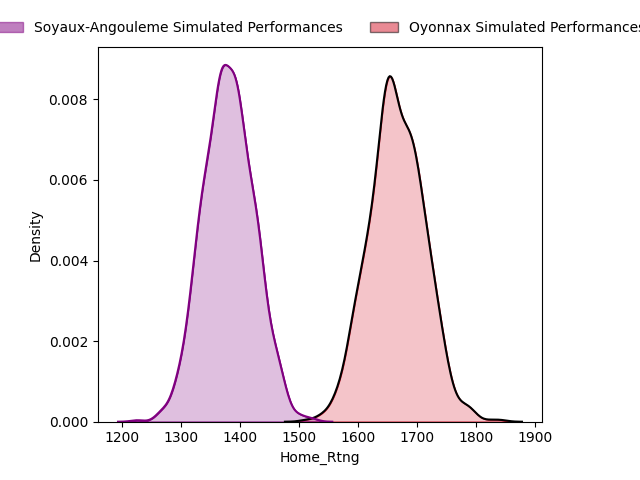 Soyaux-Angouleme Simulated Performances
Oyonnax Simulated Performances
0.008
0.006
0.004
0.002
0.000
Density
1200 1300 1400 1500 1600 1700 1800 1900
Home_Rtng